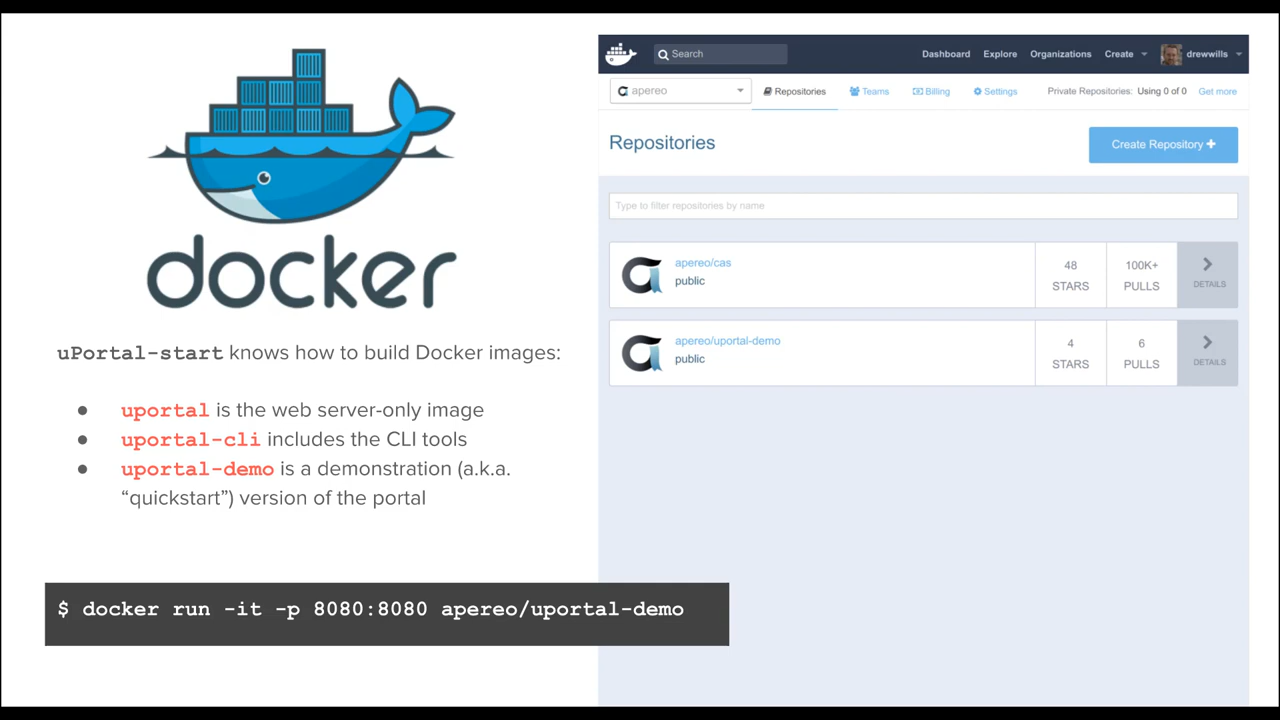 docker
uPortal-start knows how to build Docker images:
● uportal is the web server-only image
● uportal-cli includes the CLI tools
● uportal-demo is a demonstration (a.k.a.
“quickstart”) version of the portal
$ docker run -it -p 8080:8080 apereo/uportal-demo
Search
Dashboard Explore Organizations Create drewwills
apereo Repositories Teams Billing Settings Private Repositories: Using 0 of 0 Get more
Repositories
Create Repository +
Type to filter repositories by name
apereo/cas
public
48
STARS
100K+
PULLS
DETAILS
apereo/uportal-demo
public
4
STARS
6
PULLS
DETAILS